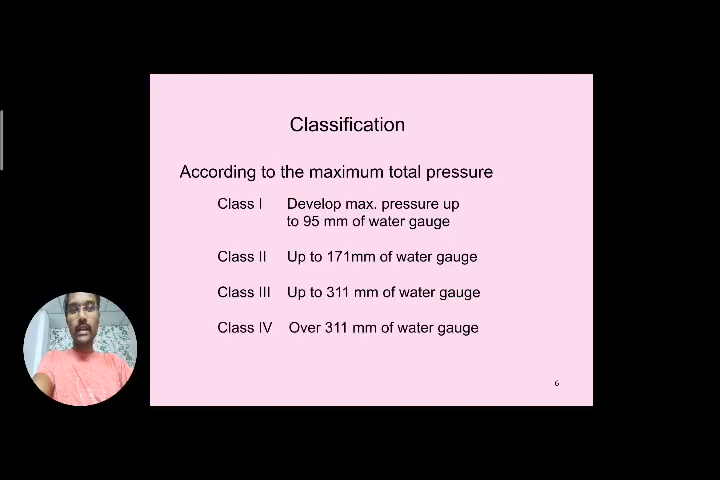 Classification
According to the maximum total pressure
Class I Develop max. pressure up
to 95 mm of water gauge
Class II Up to 171mm of water gauge
Class III Up to 311 mm of water gauge
Class IV Over 311 mm of water gauge
6